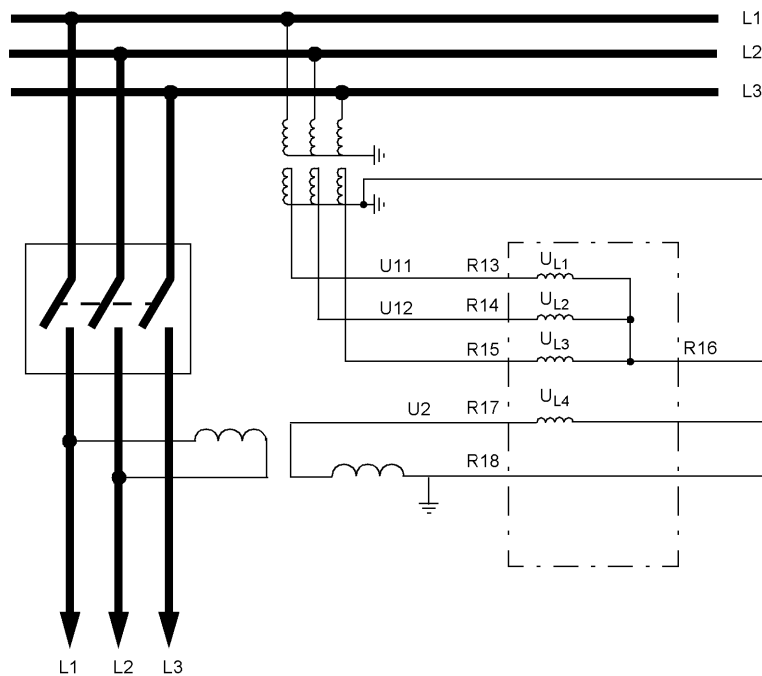 L1
L2
L3
U11 R13 UL1
U12 R14 UL2
R15 UL3 R16
U2 R17 UL4
R18
L1 L2 L3